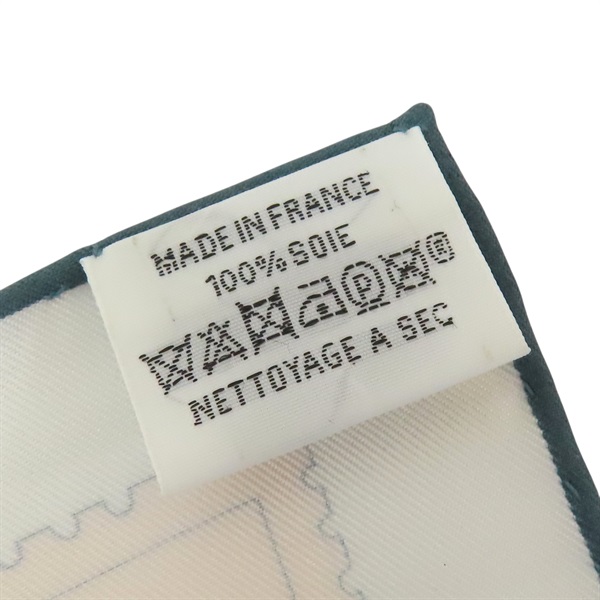 MADE IN FRANCE
100% SOIE
P ®
NETTOYAGE A SEC